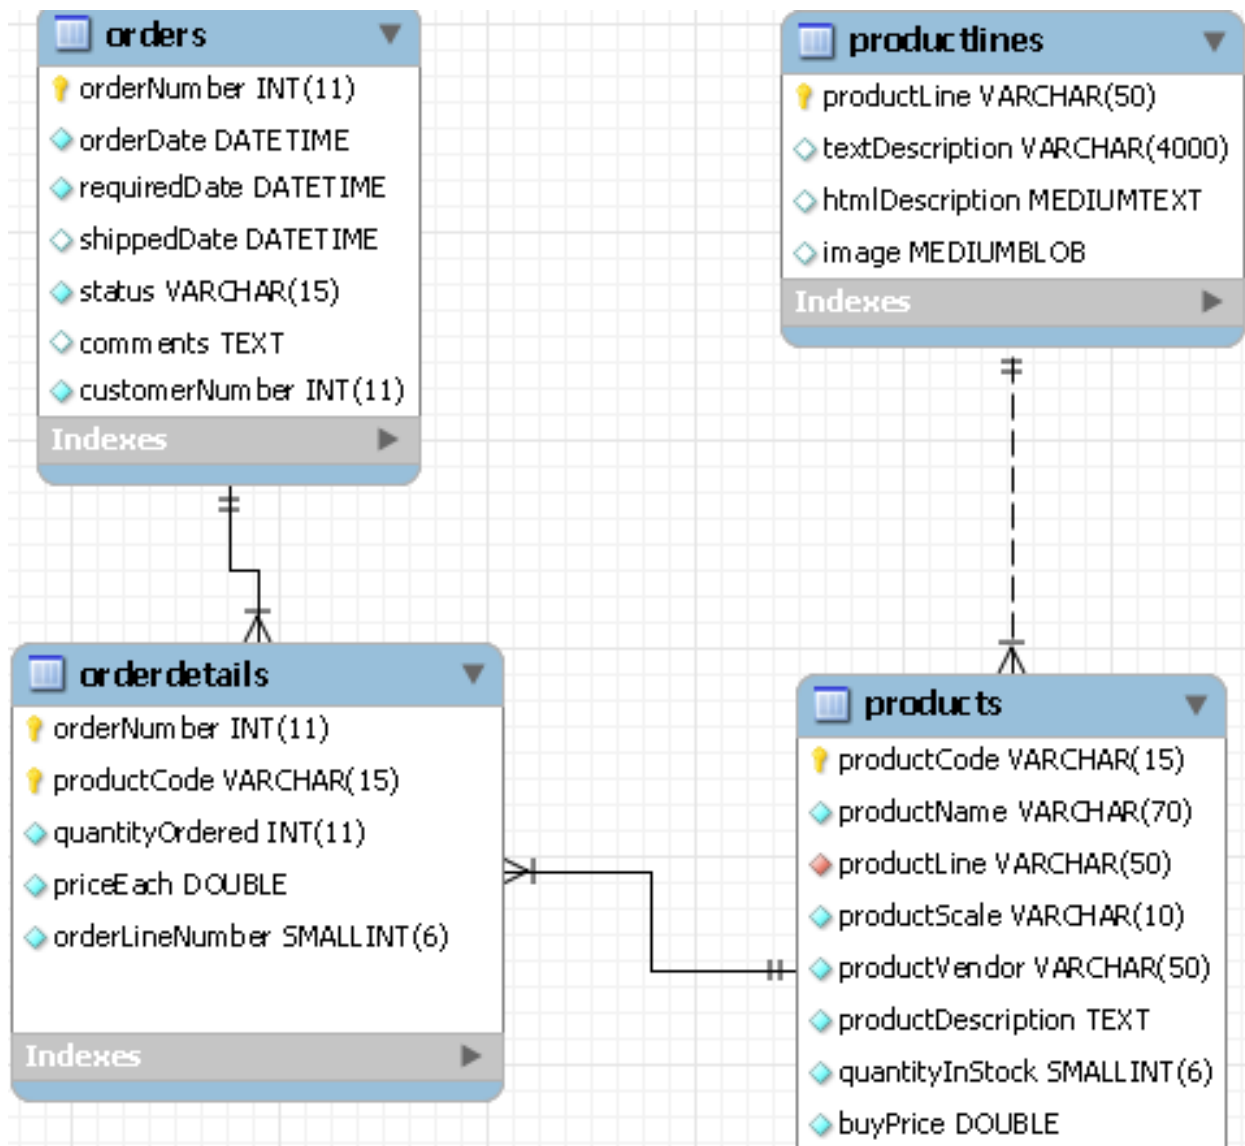 orders
orderNumber INT(11)
orderDate DATETIME
requiredDate DATETIME
shippedDate DATETIME
status VARCHAR(15)
comments TEXT
customerNumber INT(11)
Indexes
productlines
productLine VARCHAR(50)
textDescription VARCHAR(4000)
htmlDescription MEDIUMTEXT
image MEDIUMBLOB
Indexes
orderdetails
orderNumber INT(11)
productCode VARCHAR(15)
quantityOrdered INT(11)
priceEach DOUBLE
orderLineNumber SMALLINT(6)
Indexes
products
productCode VARCHAR(15)
productName VARCHAR(70)
productLine VARCHAR(50)
productScale VARCHAR(10)
productVendor VARCHAR(50)
productDescription TEXT
quantityInStock SMALLINT(6)
buyPrice DOUBLE